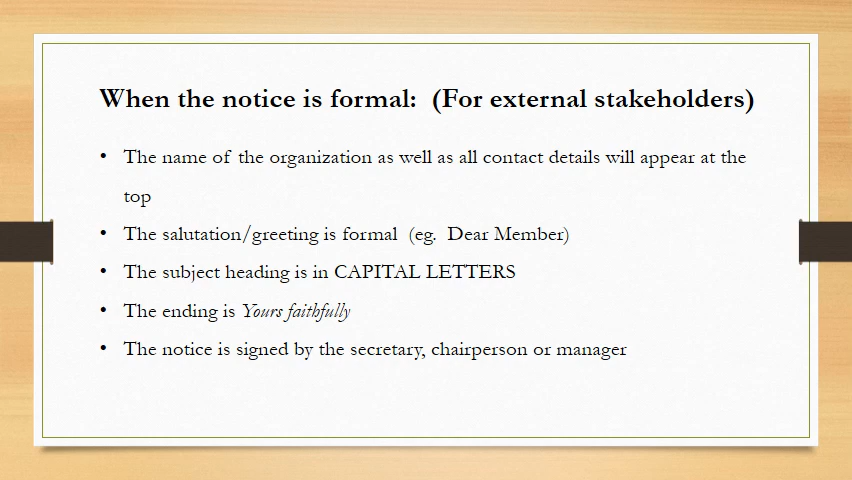 When the notice is formal:  (For external stakeholders)
• The name of the organization as well as all contact details will appear at the
top
• The salutation/greeting is formal  (eg.  Dear Member)
• The subject heading is in CAPITAL LETTERS
• The ending is Yours faithfully
• The notice is signed by the secretary, chairperson or manager